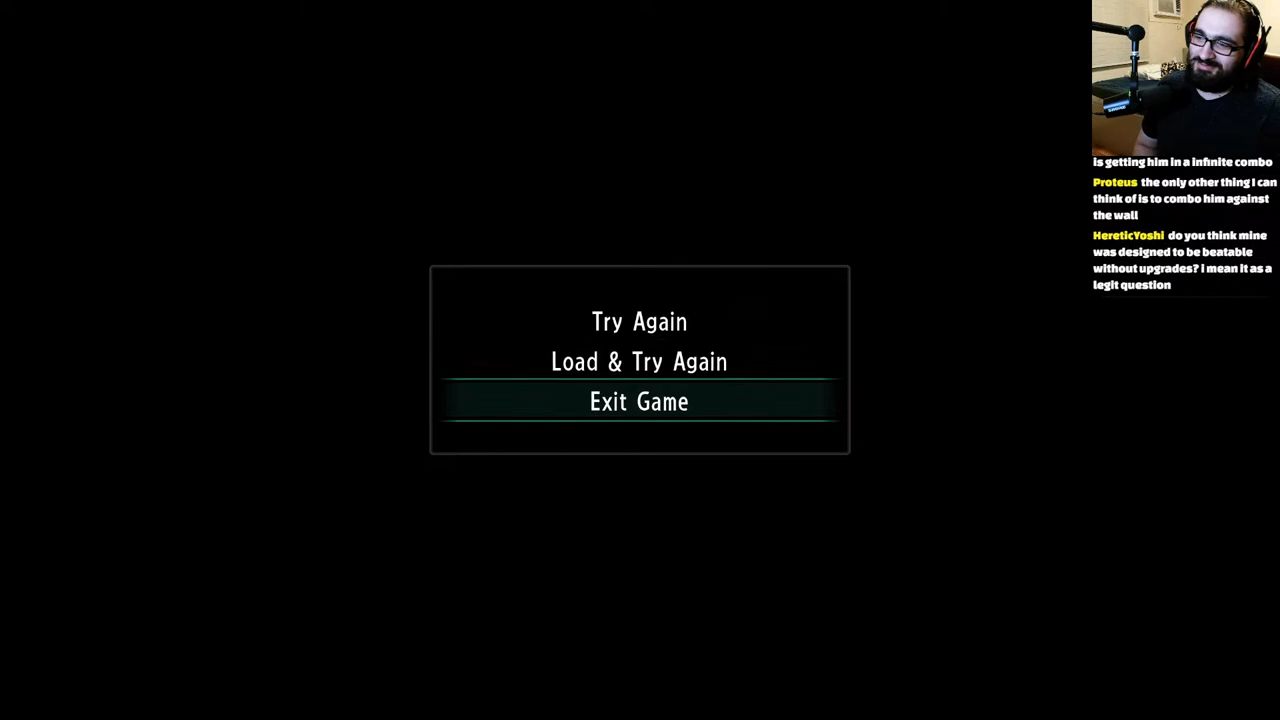 Try Again
Load & Try Again
Exit Game
is getting him in a infinite combo
Proteus the only other thing I can
think of is to combo him against
the wall
HereticYoshi do you think mine
was designed to be beatable
without upgrades? I mean it as a
legit question